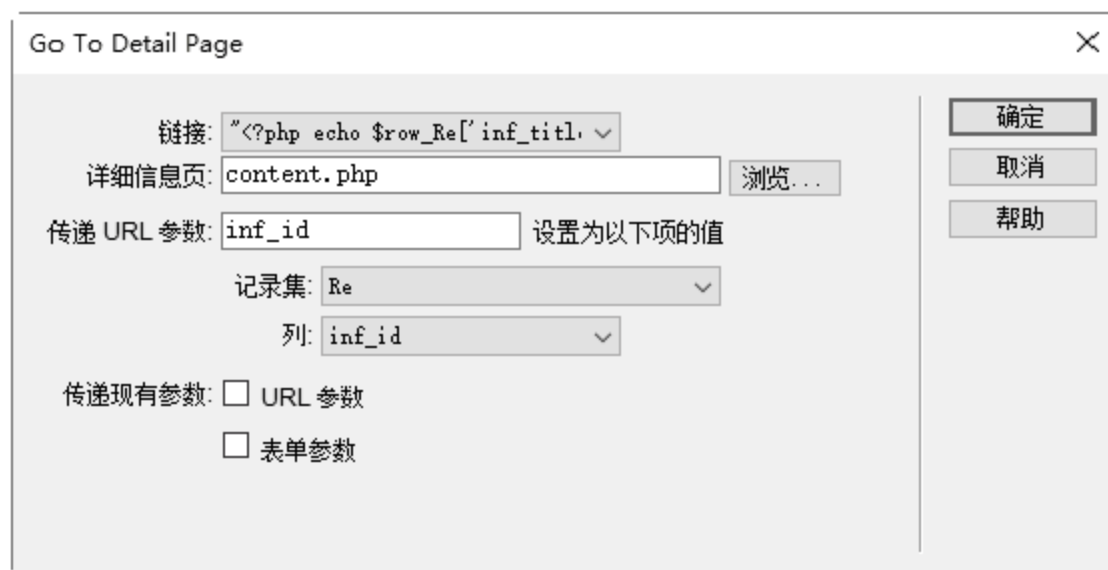 Go To Detail Page
链接: "<?php echo $row_Re['inf_titl
确定
详细信息页: content.php 浏览...
取消
传递 URL 参数: inf_id 设置为以下项的值
帮助
记录集: Re
列: inf_id
传递现有参数: URL 参数
表单参数